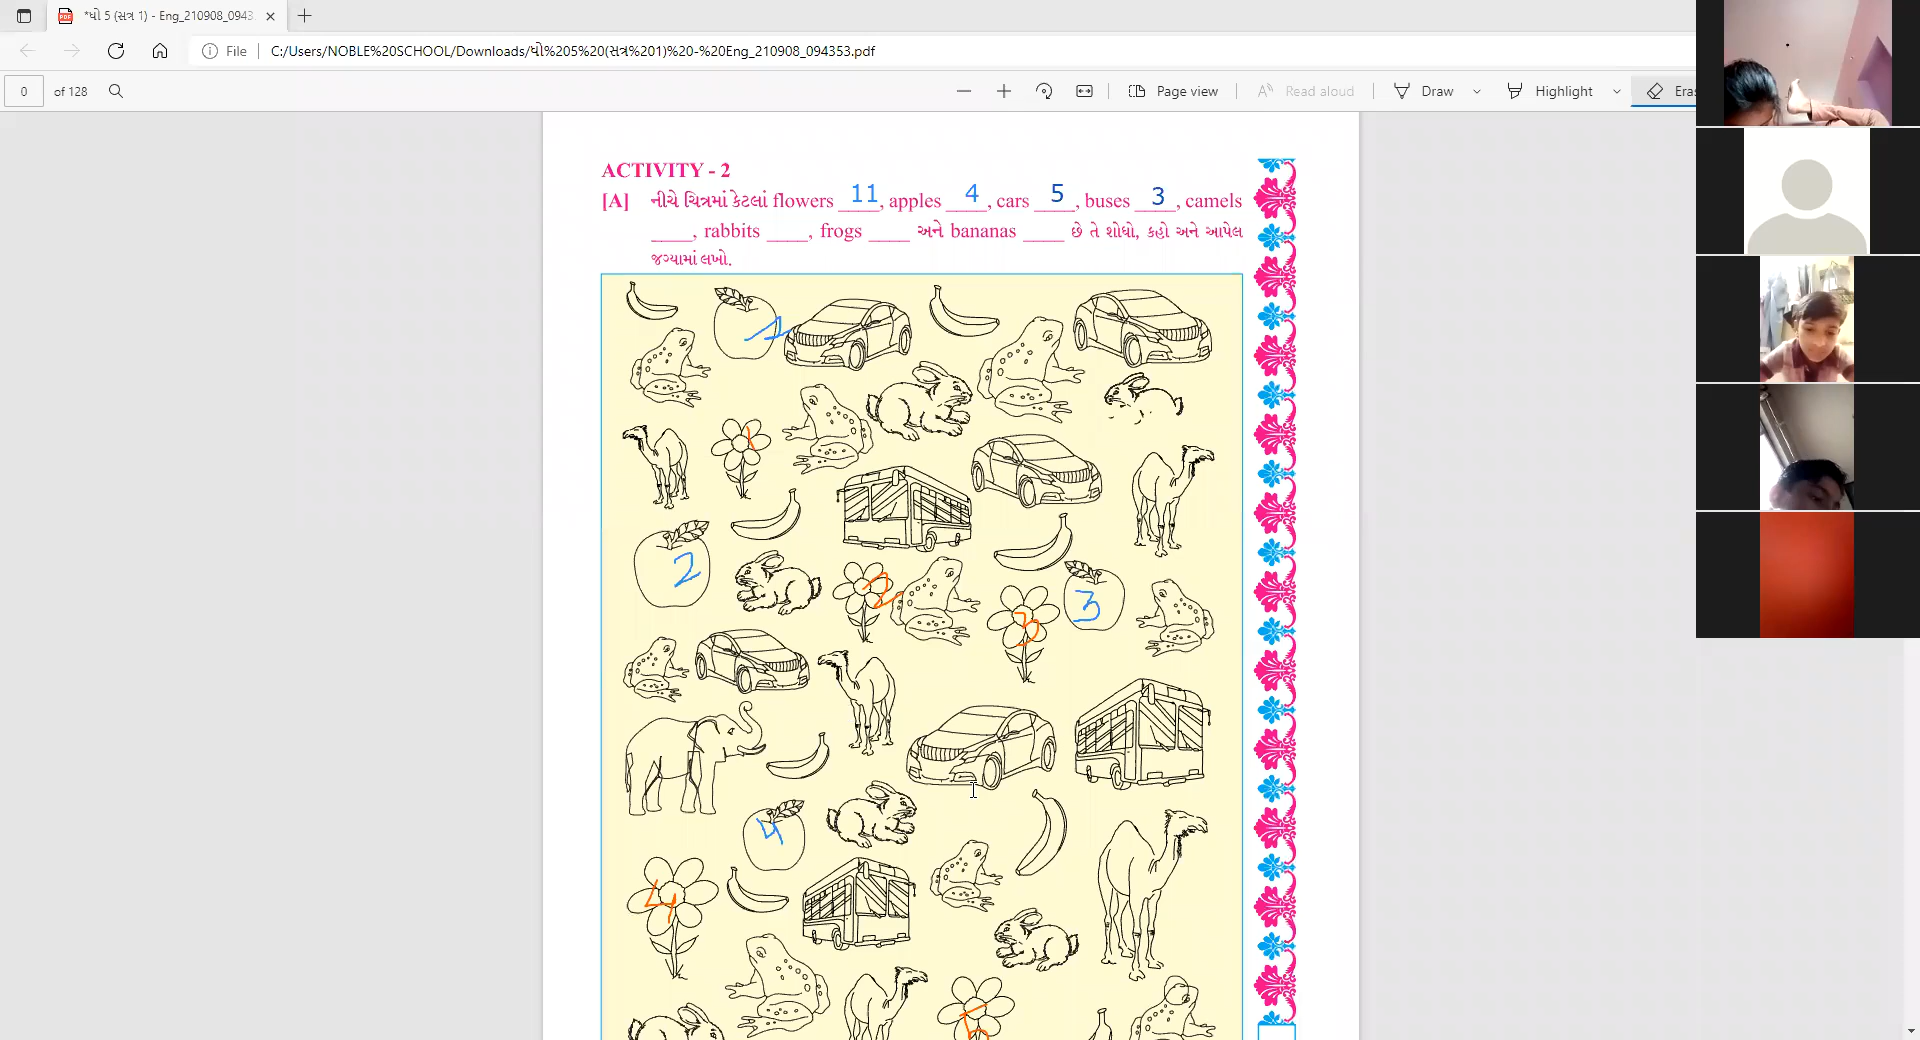 *ધો 5 (સત્ર 1) - Eng_210908_0943
File C:/Users/NOBLE%20SCHOOL/Downloads/ધો%205%20(સત્ર%201)%20-%20Eng_210908_094353.pdf
0 of 128 Page view Read aloud Draw Highlight Eras
ACTIVITY - 2
[A] નીચે ચિત્રમાં કેટલાં flowers 11, apples 4, cars 5, buses 3, camels
____, rabbits ____, frogs ____ અને bananas ____ છે તે શોધો, કહો અને આપેલ
જગ્યામાં લખો.
1
1
2
2
3
3
4
4
5